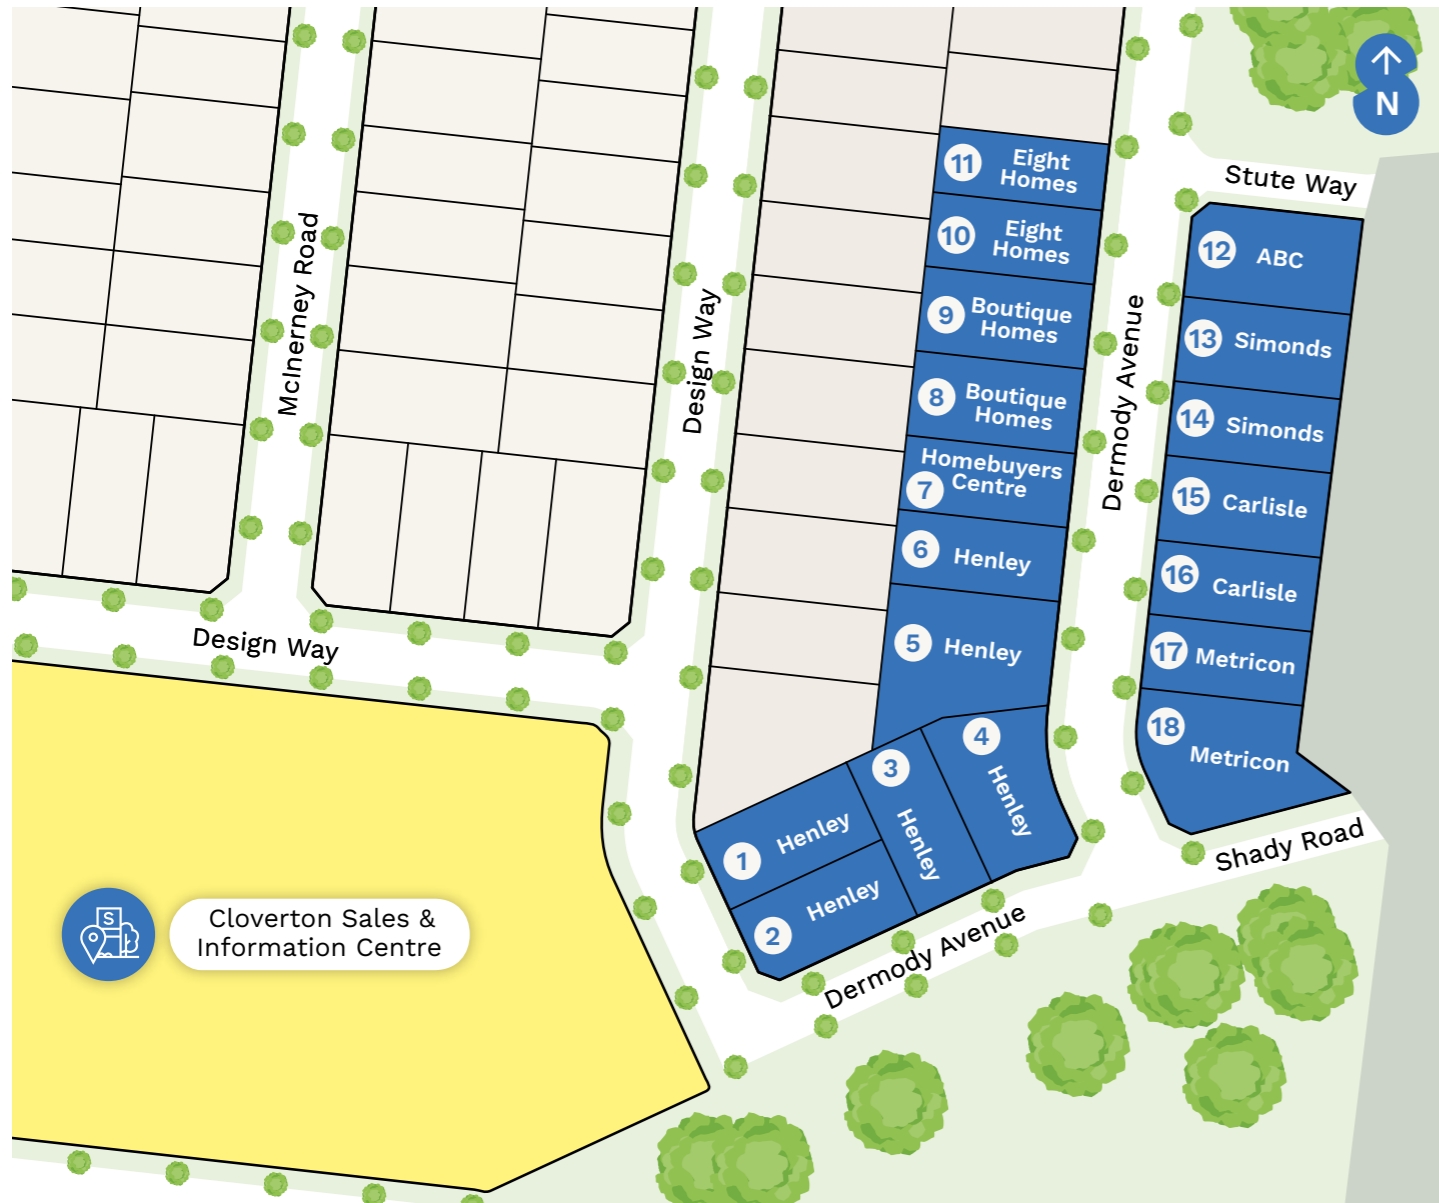 N
Stute Way
McInerney Road
Design Way
Dermody Avenue
11
Eight
Homes
10
Eight
Homes
9
Boutique
Homes
8
Boutique
Homes
Homebuyers
7 Centre
6 Henley
5 Henley
4
Henley
3
Henley
1 Henley
2 Henley
12 ABC
13 Simonds
14 Simonds
15 Carlisle
16 Carlisle
17 Metricon
18
Metricon
Design Way
Shady Road
Dermody Avenue
S
Cloverton Sales &
Information Centre